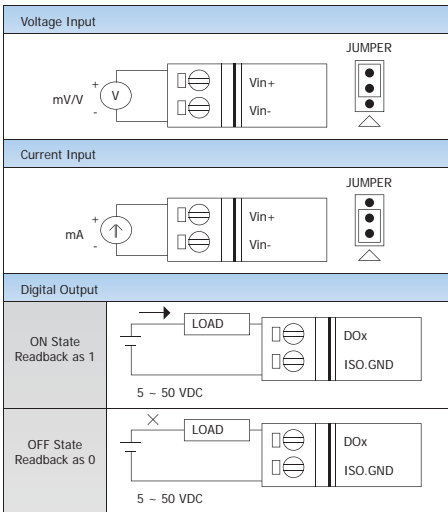 Voltage Input
JUMPER
mV/V
+
V
-
Vin+
Vin-
Current Input
JUMPER
mA
+
-
Vin+
Vin-
Digital Output
ON State
Readback as 1
LOAD
DOx
ISO.GND
5 ~ 50 VDC
OFF State
Readback as 0
LOAD
DOx
ISO.GND
5 ~ 50 VDC